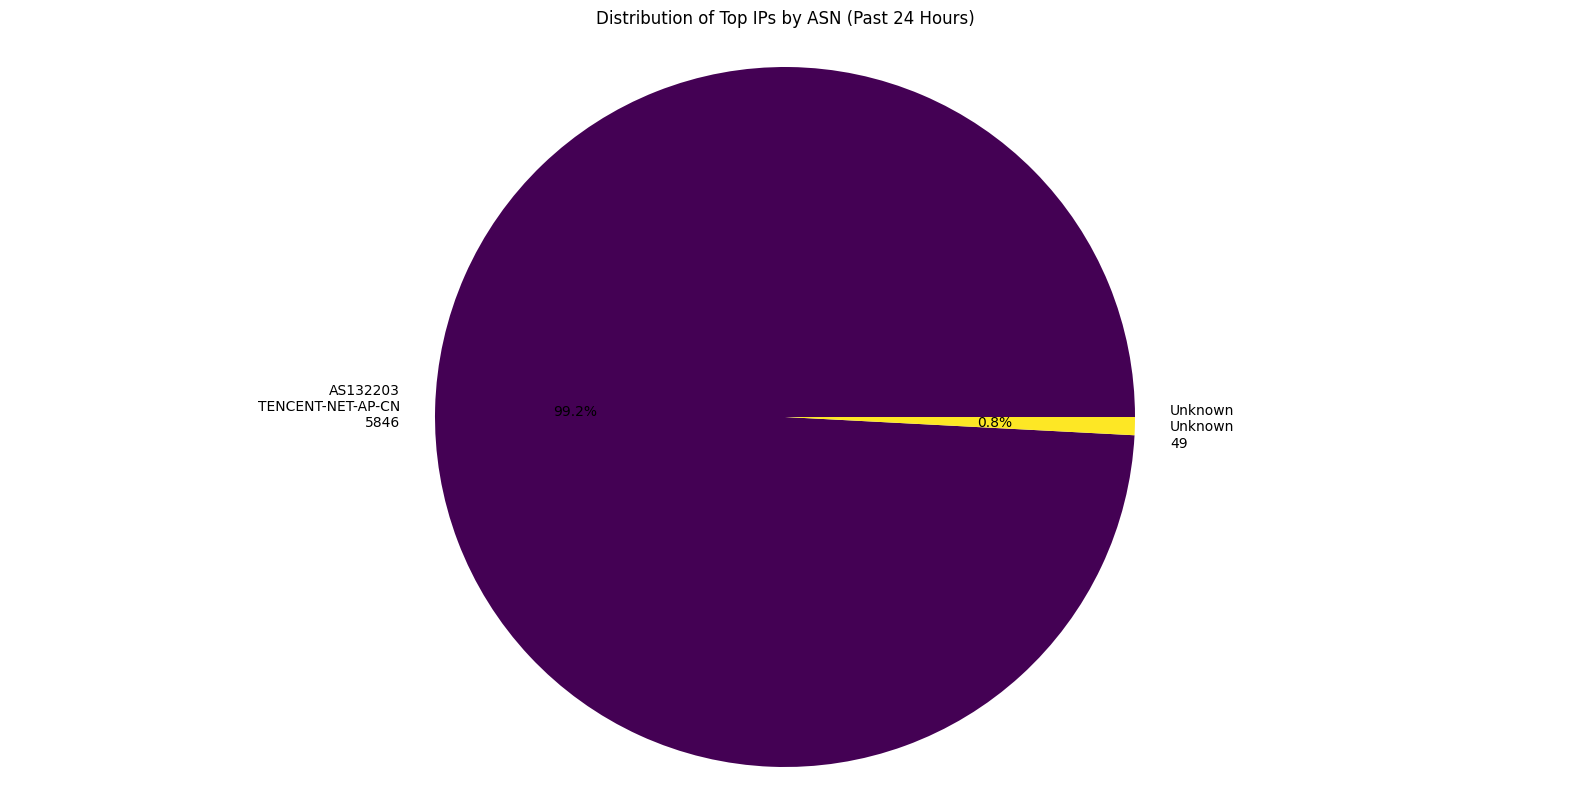 Distribution of Top IPs by ASN (Past 24 Hours)
AS132203
TENCENT-NET-AP-CN
5846
99.2%
0.8%
Unknown
Unknown
49